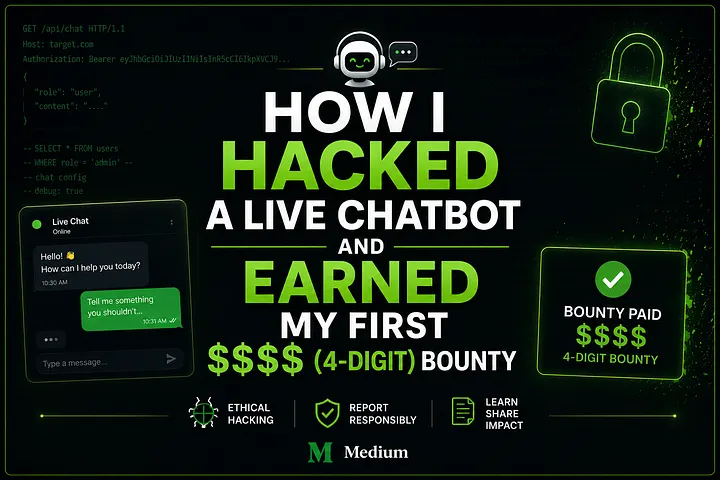 GET /api/chat HTTP/1.1
Host: target.com
{
"role": "user",
"content": "...."
}
-- SELECT * FROM users
-- WHERE role = 'admin' --
-- chat config
-- debug: true
HOW I
HACKED
A LIVE CHATBOT
AND
EARNED
MY FIRST
$$$$ (4-DIGIT) BOUNTY
Live Chat
Online
Hello! 👋
How can I help you today?
10:30 AM
Tell me something
you shouldn't...
10:31 AM
Type a message...
BOUNTY PAID
$$$$
4-DIGIT BOUNTY
ETHICAL
HACKING
REPORT
RESPONSIBLY
LEARN
SHARE
IMPACT
Medium